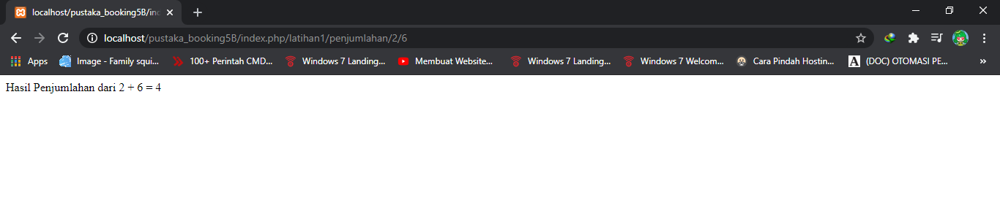 localhost/pustaka_booking5B/inc
localhost/pustaka_booking5B/index.php/latihan1/penjumlahan/2/6
Apps Image - Family squi... 100+ Perintah CMD... Windows 7 Landing... Membuat Website... Windows 7 Landing... Windows 7 Welcom... Cara Pindah Hostin... A (DOC) OTOMASI PE... »
Hasil Penjumlahan dari 2 + 6 = 4